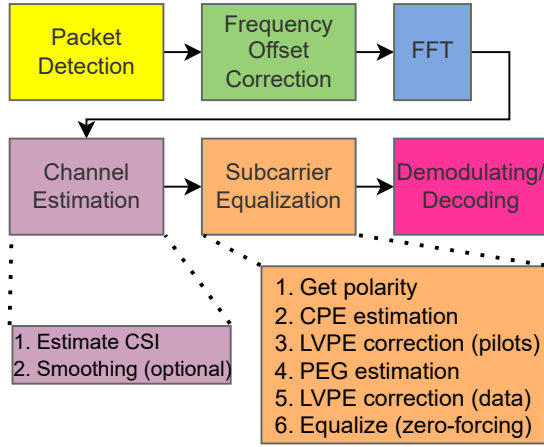 Packet
Detection
Frequency
Offset
Correction
FFT
Channel
Estimation
Subcarrier
Equalization
Demodulating/
Decoding
1. Estimate CSI
2. Smoothing (optional)
1. Get polarity
2. CPE estimation
3. LVPE correction (pilots)
4. PEG estimation
5. LVPE correction (data)
6. Equalize (zero-forcing)